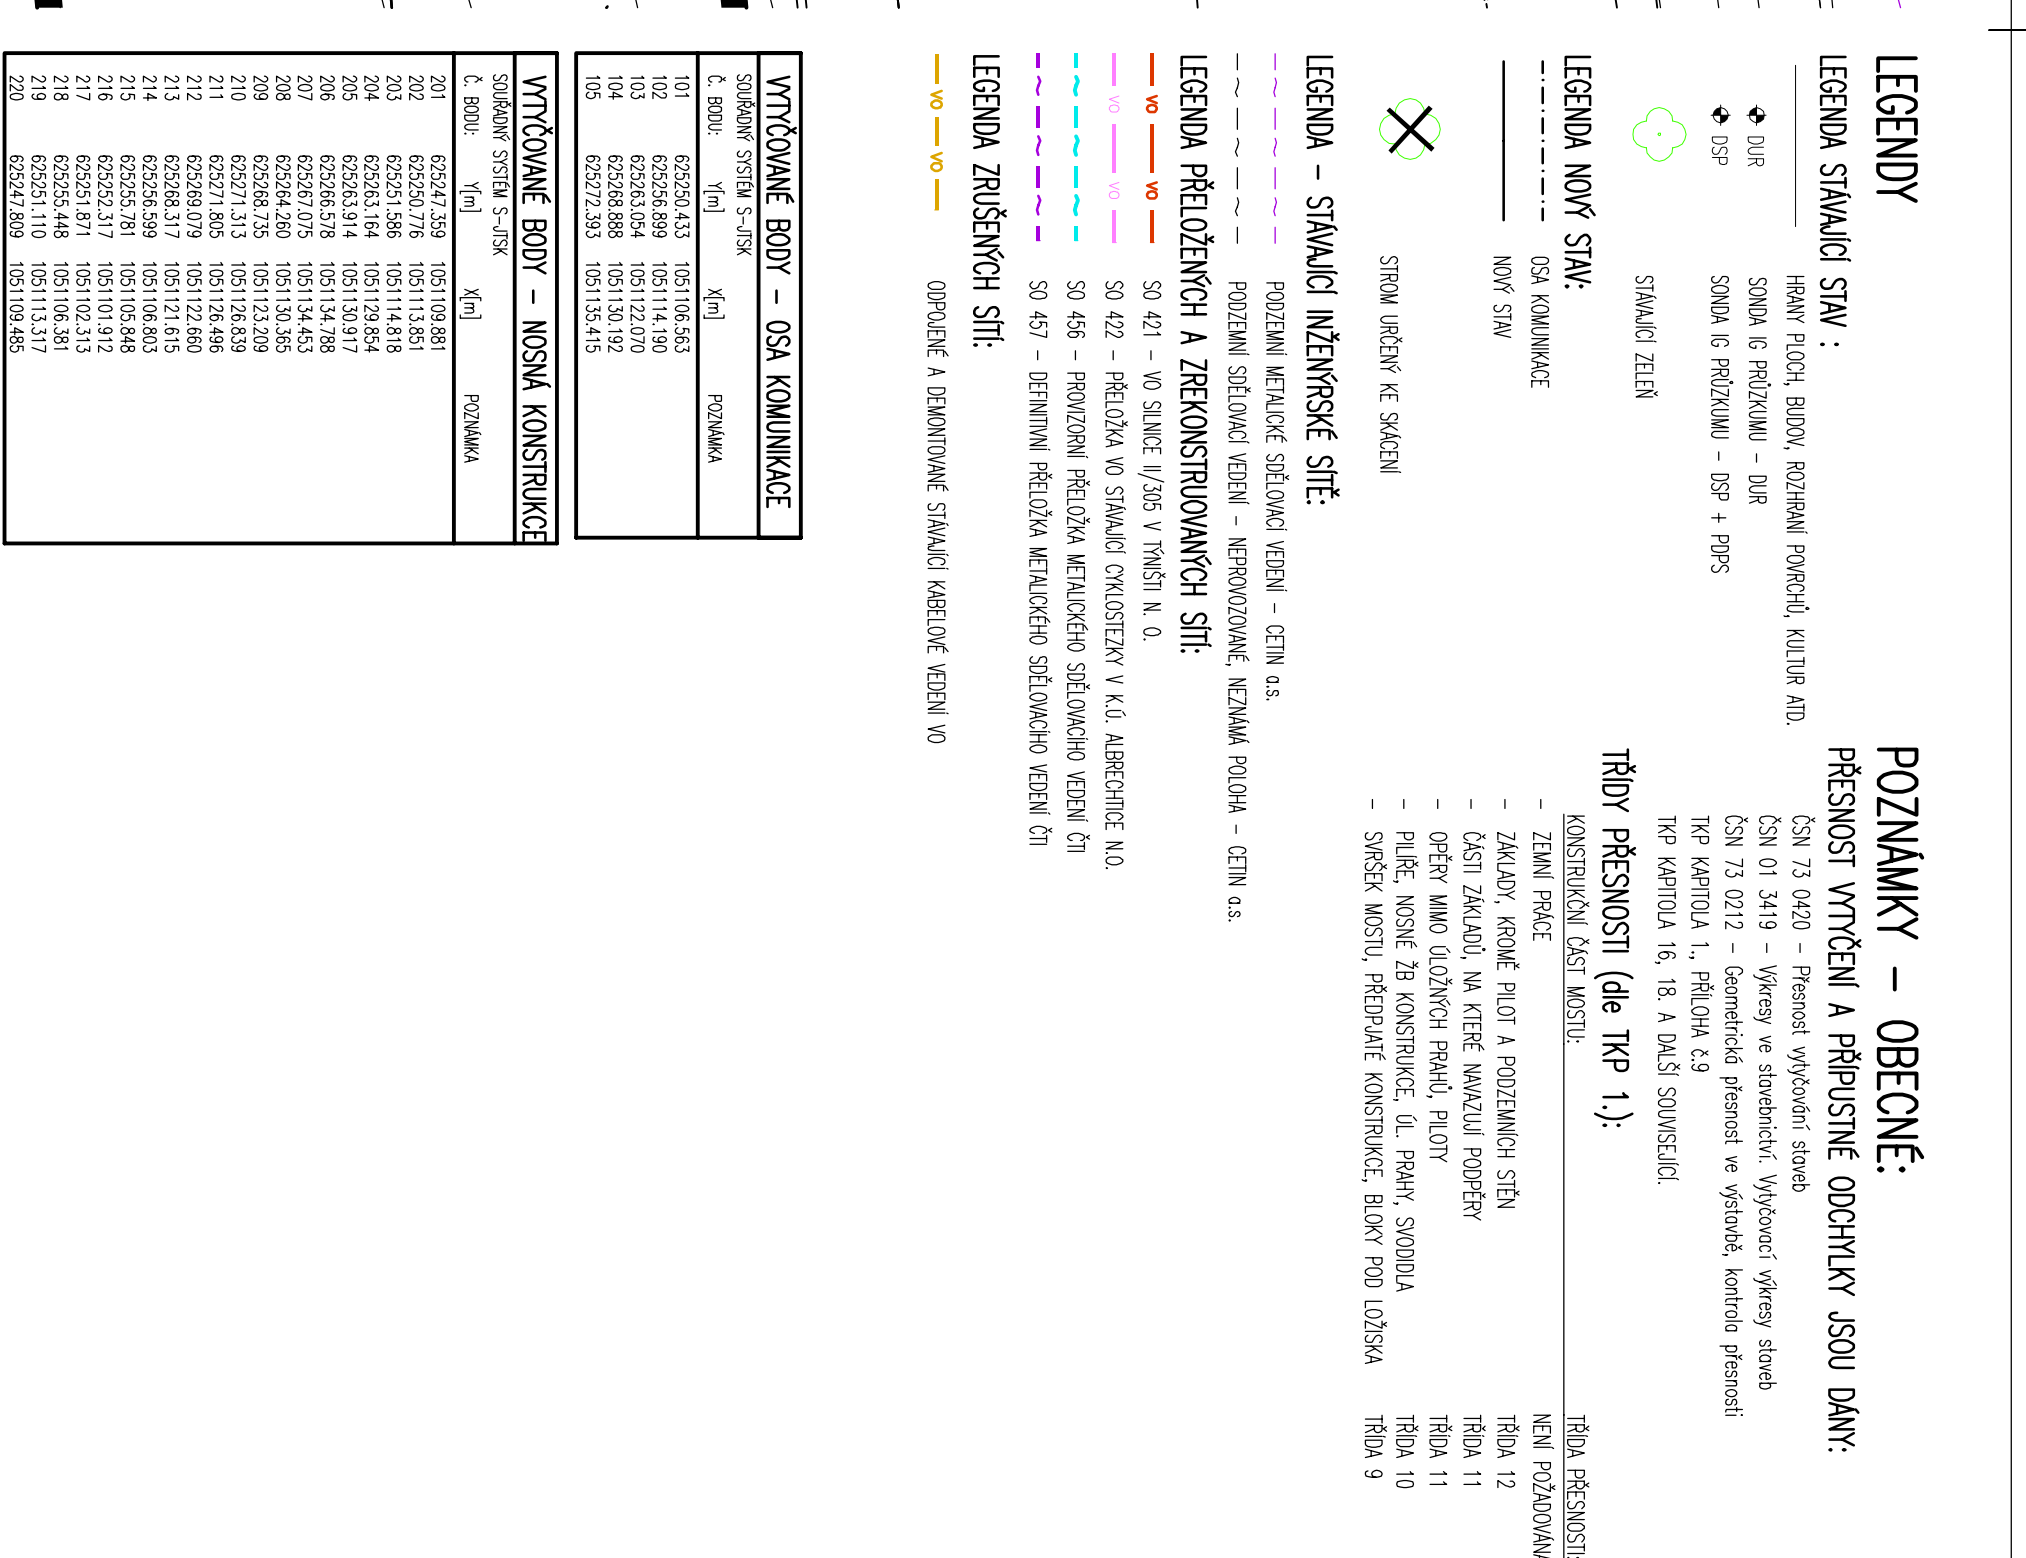 LEGENDY
LEGENDA STÁVAJÍCÍ STAV :
HRANY PLOCH, BUDOV, ROZHRANÍ POVRCHŮ, KULTUR ATD.
DUR SONDA IG PRŮZKUMU – DUR
DSP SONDA IG PRŮZKUMU – DSP + PDPS
STÁVAJÍCÍ ZELEŇ
LEGENDA NOVÝ STAV:
OSA KOMUNIKACE
NOVÝ STAV
STROM URČENÝ KE SKÁCENÍ
LEGENDA – STÁVAJÍCÍ INŽENÝRSKÉ SÍTĚ:
PODZEMNÍ METALICKÉ SDĚLOVACÍ VEDENÍ – CETIN a.s.
PODZEMNÍ SDĚLOVACÍ VEDENÍ – NEPROVOZOVANÉ, NEZNÁMÁ POLOHA – CETIN a.s.
LEGENDA PŘELOŽENÝCH A ZREKONSTRUOVANÝCH SÍTÍ:
VO VO SO 421 – VO SILNICE II/305 V TÝNIŠTI N. O.
VO VO SO 422 – PŘELOŽKA VO STÁVAJÍCÍ CYKLOSTEZKY V K.Ú. ALBRECHTICE N.O.
SO 456 – PROVIZORNÍ PŘELOŽKA METALICKÉHO SDĚLOVACÍHO VEDENÍ ČTI
SO 457 – DEFINITIVNÍ PŘELOŽKA METALICKÉHO SDĚLOVACÍHO VEDENÍ ČTI
LEGENDA ZRUŠENÝCH SÍTÍ:
VO VO ODPOJENÉ A DEMONTOVANÉ STÁVAJÍCÍ KABELOVÉ VEDENÍ VO
VYTYČOVANÉ BODY – OSA KOMUNIKACE
SOUŘADNÝ SYSTÉM S–JTSK
Č. BODU: Y[m] X[m] POZNÁMKA
101 625250.433 1051106.563
102 625256.899 1051114.190
103 625263.054 1051122.070
104 625268.888 1051130.192
105 625272.393 1051135.415
VYTYČOVANÉ BODY – NOSNÁ KONSTRUKCE
SOUŘADNÝ SYSTÉM S–JTSK
Č. BODU: Y[m] X[m] POZNÁMKA
201 625247.359 1051109.881
202 625250.776 1051113.851
203 625251.586 1051114.818
204 625263.164 1051129.854
205 625263.914 1051130.917
206 625266.578 1051134.788
207 625267.075 1051134.453
208 625264.260 1051130.365
209 625268.735 1051123.209
210 625271.313 1051126.839
211 625271.805 1051126.496
212 625269.079 1051122.660
213 625268.317 1051121.615
214 625256.599 1051106.803
215 625255.781 1051105.848
216 625252.317 1051101.912
217 625251.871 1051102.313
218 625255.448 1051106.381
219 625251.110 1051113.317
220 625247.809 1051109.485
POZNÁMKY – OBECNÉ:
PŘESNOST VYTYČENÍ A PŘÍPUSTNÉ ODCHYLKY JSOU DÁNY:
ČSN 73 0420 – Přesnost vytyčování staveb
ČSN 01 3419 – Výkresy ve stavebnictví. Vytyčovací výkresy staveb
ČSN 73 0212 – Geometrická přesnost ve výstavbě, kontrola přesnosti
TKP KAPITOLA 1., PŘÍLOHA č.9
TKP KAPITOLA 16, 18. A DALŠÍ SOUVISEJÍCÍ.
TŘÍDY PŘESNOSTI (dle TKP 1.):
KONSTRUKČNÍ ČÁST MOSTU: TŘÍDA PŘESNOSTI:
– ZEMNÍ PRÁCE NENÍ POŽADOVÁNA
– ZÁKLADY, KROMĚ PILOT A PODZEMNÍCH STĚN TŘÍDA 12
– ČÁSTI ZÁKLADŮ, NA KTERÉ NAVAZUJÍ PODPĚRY TŘÍDA 11
– OPĚRY MIMO ÚLOŽNÝCH PRAHŮ, PILOTY TŘÍDA 11
– PILÍŘE, NOSNÉ ŽB KONSTRUKCE, ÚL. PRAHY, SVODIDLA TŘÍDA 10
– SVRŠEK MOSTU, PŘEDPJATÉ KONSTRUKCE, BLOKY POD LOŽISKA TŘÍDA 9